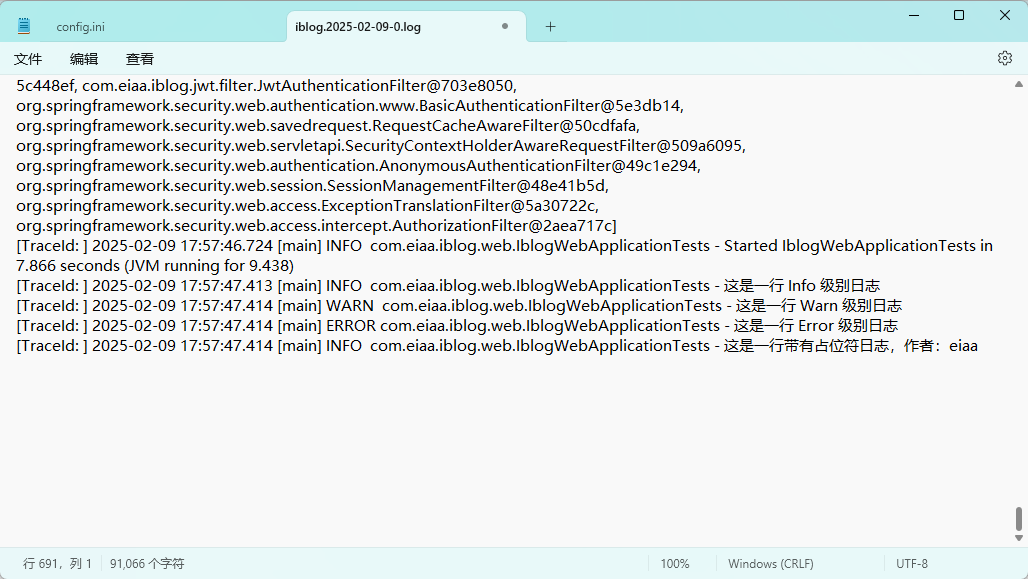 config.ini
iblog.2025-02-09-0.log
文件 编辑 查看
5c448ef, com.eiaa.iblog.jwt.filter.JwtAuthenticationFilter@703e8050,
org.springframework.security.web.authentication.www.BasicAuthenticationFilter@5e3db14,
org.springframework.security.web.savedrequest.RequestCacheAwareFilter@50cdfafa,
org.springframework.security.web.servletapi.SecurityContextHolderAwareRequestFilter@509a6095,
org.springframework.security.web.authentication.AnonymousAuthenticationFilter@49c1e294,
org.springframework.security.web.session.SessionManagementFilter@48e41b5d,
org.springframework.security.web.access.ExceptionTranslationFilter@5a30722c,
org.springframework.security.web.access.intercept.AuthorizationFilter@2aea717c]
[TraceId: ] 2025-02-09 17:57:46.724 [main] INFO  com.eiaa.iblog.web.IblogWebApplicationTests - Started IblogWebApplicationTests in
7.866 seconds (JVM running for 9.438)
[TraceId: ] 2025-02-09 17:57:47.413 [main] INFO  com.eiaa.iblog.web.IblogWebApplicationTests - 这是一行 Info 级别日志
[TraceId: ] 2025-02-09 17:57:47.414 [main] WARN  com.eiaa.iblog.web.IblogWebApplicationTests - 这是一行 Warn 级别日志
[TraceId: ] 2025-02-09 17:57:47.414 [main] ERROR com.eiaa.iblog.web.IblogWebApplicationTests - 这是一行 Error 级别日志
[TraceId: ] 2025-02-09 17:57:47.414 [main] INFO  com.eiaa.iblog.web.IblogWebApplicationTests - 这是一行带有占位符日志，作者：eiaa
行 691，列 1 91,066 个字符 100% Windows (CRLF) UTF-8